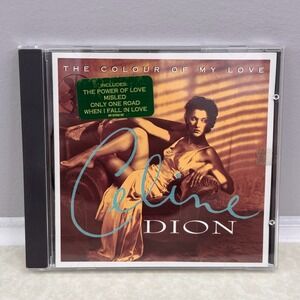 THE COLOUR OF MY LOVE
INCLUDES:
THE POWER OF LOVE
MISLED
ONLY ONE ROAD
WHEN I FALL IN LOVE
Celine
DION